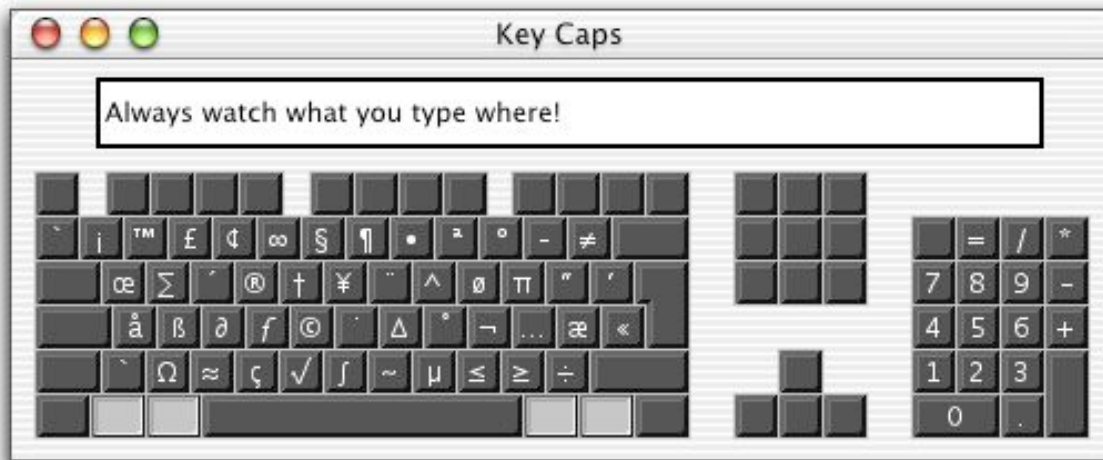 Key Caps
Always watch what you type where!
` ¡ ™ £ ¢ ∞ § ¶ • ª º – ≠
= / *
œ ∑ ´ ® † ¥ ¨ ^ ø π “ ‘
7 8 9 –
å ß ∂ ƒ © ˙ ∆ ˚ ¬ … æ «
4 5 6 +
` Ω ≈ ç √ ∫ ~ µ ≤ ≥ ÷
1 2 3
0 .